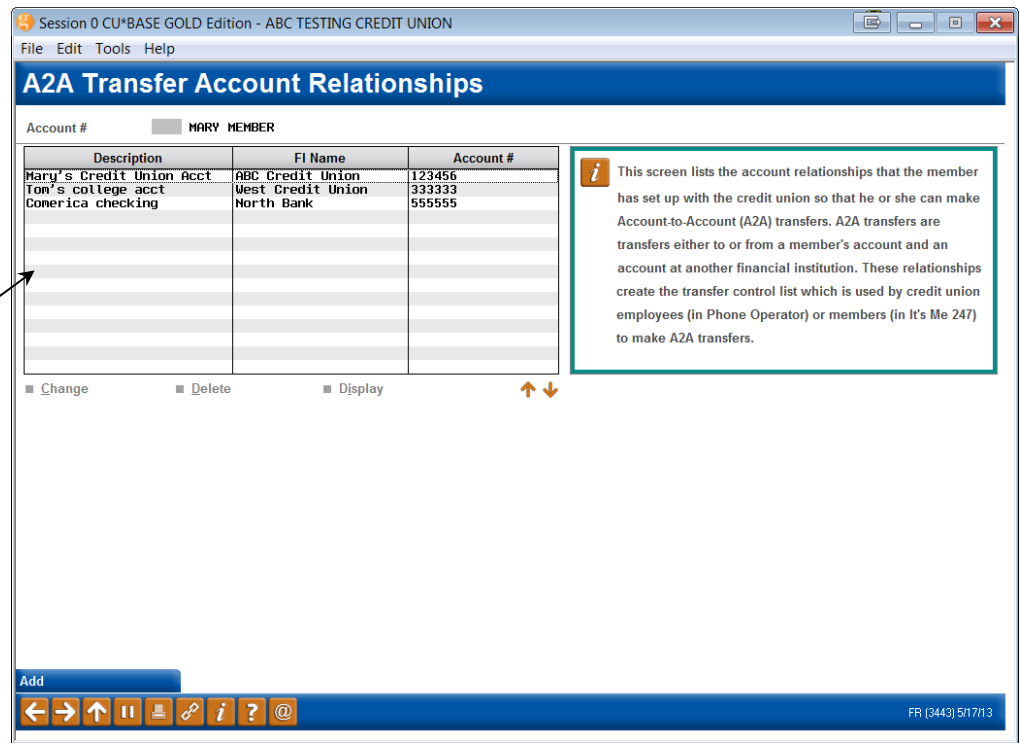 Session 0 CU*BASE GOLD Edition - ABC TESTING CREDIT UNION
File Edit Tools Help
A2A Transfer Account Relationships
Account # MARY MEMBER
Description FI Name Account #
Mary's Credit Union Acct ABC Credit Union 123456
Tom's college acct West Credit Union 333333
Comerica checking North Bank 555555
This screen lists the account relationships that the member
has set up with the credit union so that he or she can make
Account-to-Account (A2A) transfers. A2A transfers are
transfers either to or from a member's account and an
account at another financial institution. These relationships
create the transfer control list which is used by credit union
employees (in Phone Operator) or members (in It's Me 247)
to make A2A transfers.
Change Delete Display
Add
FR (3443) 5/17/13